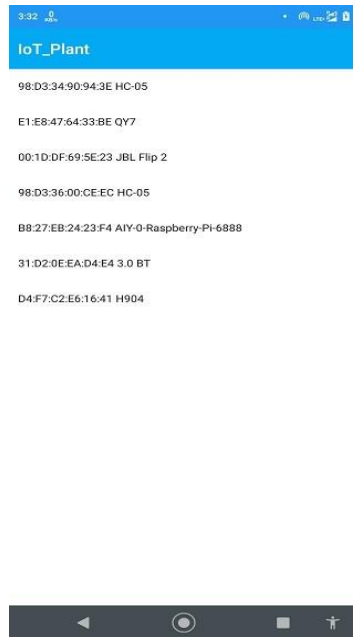 3:32 0 KB/s LTE+
IoT_Plant
98:D3:34:90:94:3E HC-05
E1:E8:47:64:33:BE QY7
00:1D:DF:69:5E:23 JBL Flip 2
98:D3:36:00:CE:EC HC-05
B8:27:EB:24:23:F4 AIY-0-Raspberry-Pi-6888
31:D2:0E:EA:D4:E4 3.0 BT
D4:F7:C2:E6:16:41 H904